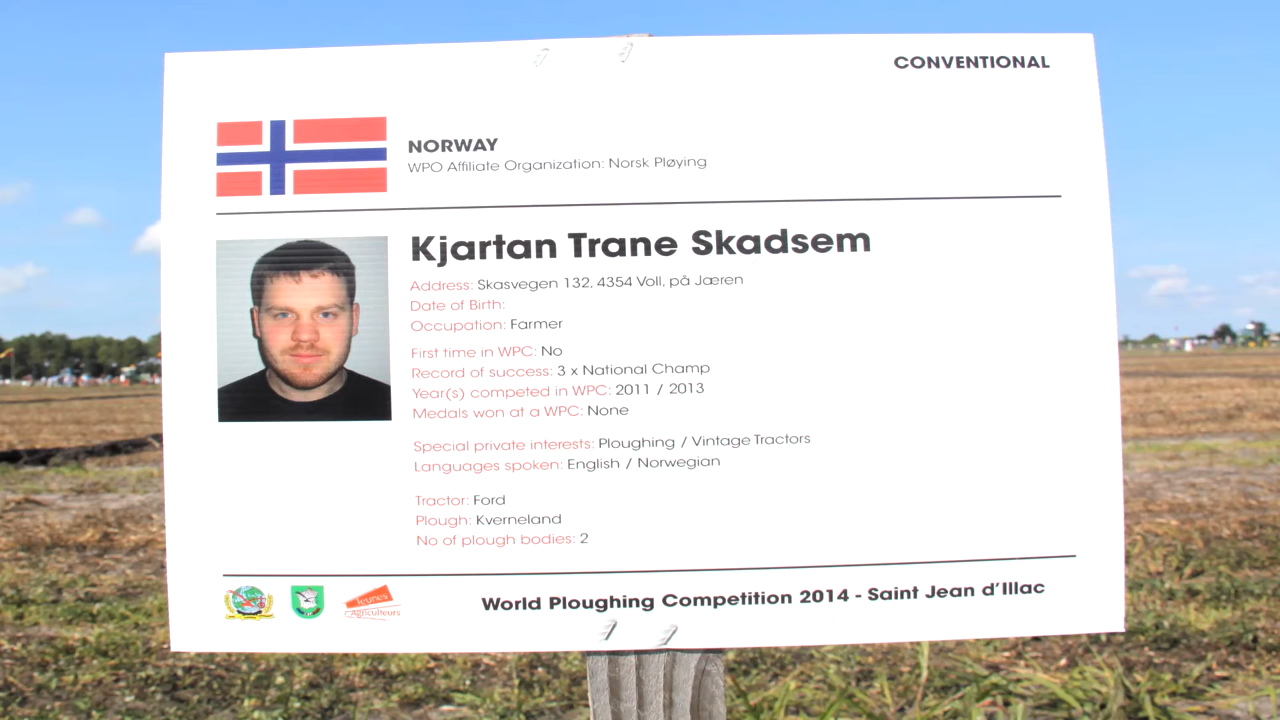 CONVENTIONAL
NORWAY
WPO Affiliate Organization: Norsk Pløying
Kjartan Trane Skadsem
Address: Skasvegen 132, 4354 Voll, på Jæren
Date of Birth:
Occupation: Farmer
First time in WPC: No
Record of success: 3 x National Champ
Year(s) competed in WPC: 2011 / 2013
Medals won at a WPC: None
Special private interests: Ploughing / Vintage Tractors
Languages spoken: English / Norwegian
Tractor: Ford
Plough: Kverneland
No of plough bodies: 2
Jeunes
Agriculteurs
World Ploughing Competition 2014 - Saint Jean d'Illac